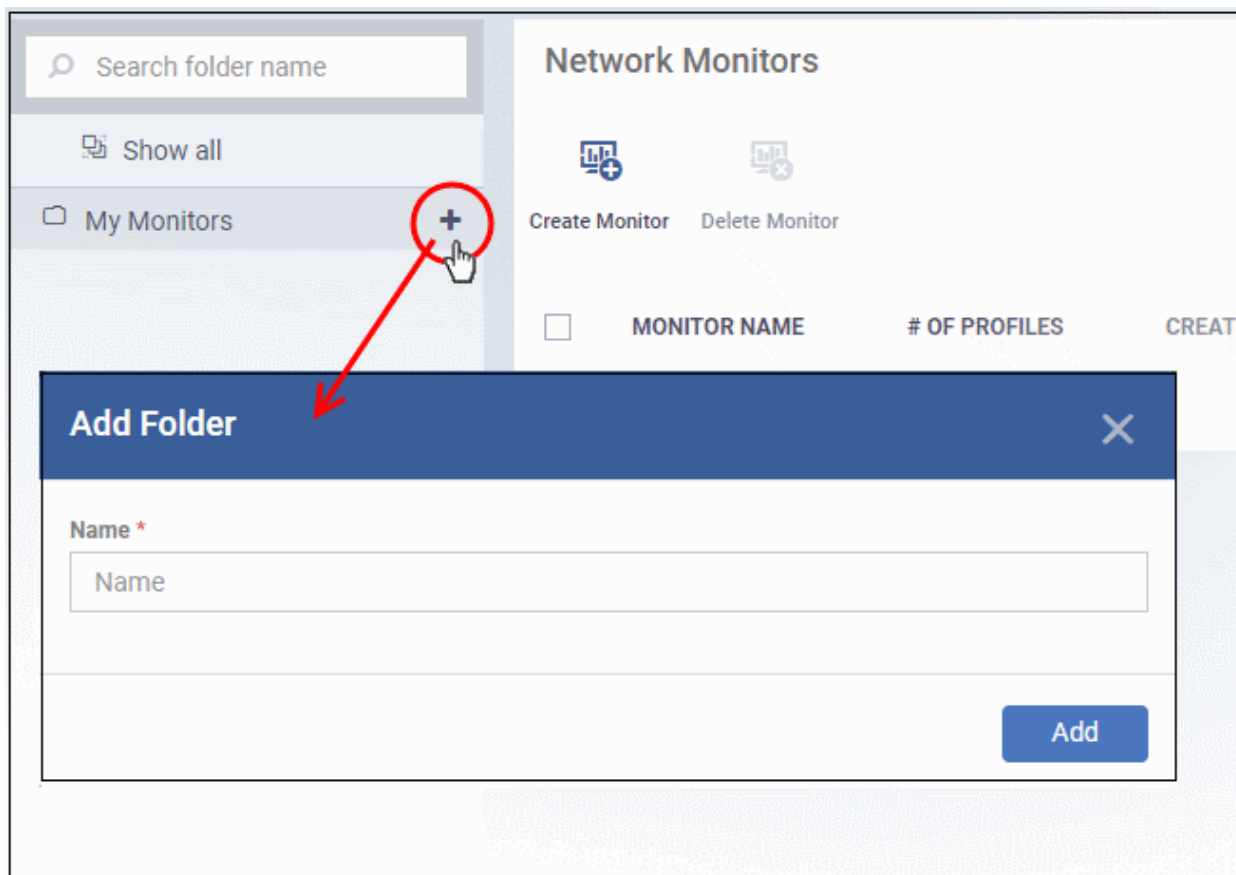 Search folder name
Network Monitors
Show all
My Monitors
Create Monitor
Delete Monitor
MONITOR NAME
# OF PROFILES
CREAT
Add Folder
Name *
Name
Add